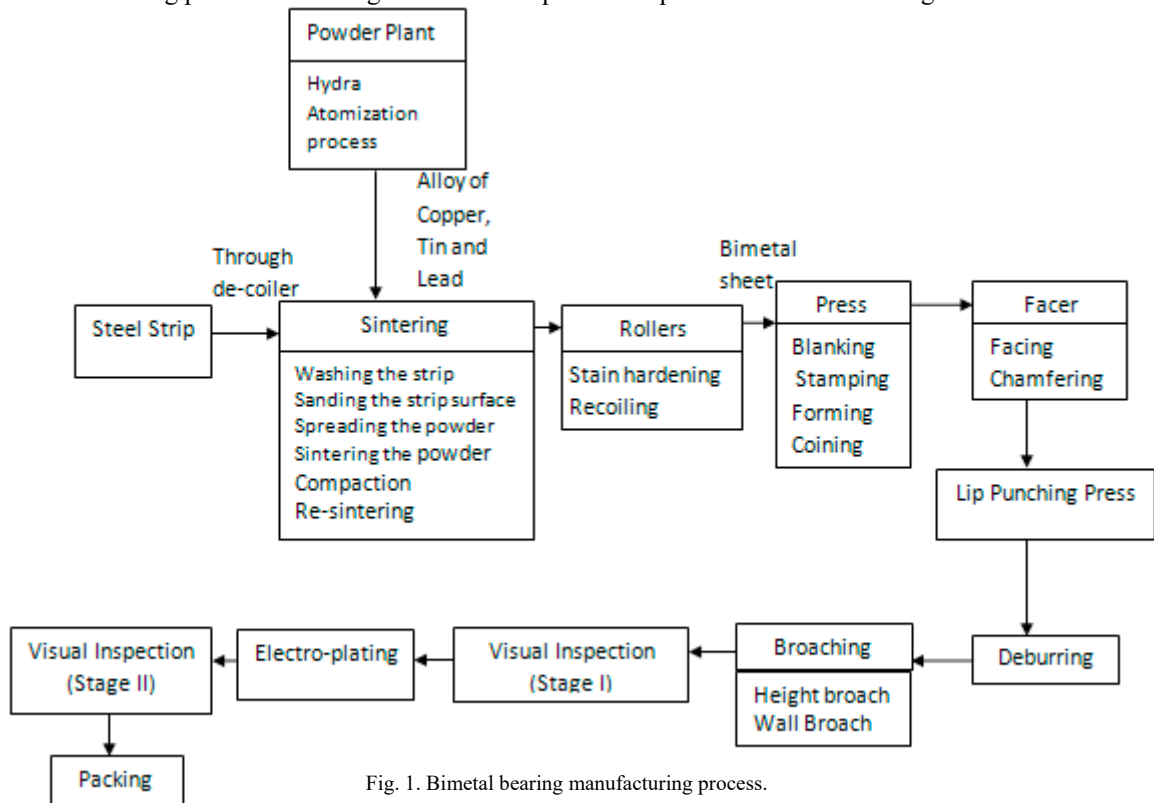 Powder Plant
Hydra
Atomization
process
Alloy of
Copper,
Tin and
Lead
Through
de-coiler
Bimetal
sheet
Steel Strip
Sintering
Washing the strip
Sanding the strip surface
Spreading the powder
Sintering the powder
Compaction
Re-sintering
Rollers
Stain hardening
Recoiling
Press
Blanking
Stamping
Forming
Coining
Facer
Facing
Chamfering
Lip Punching Press
Deburring
Broaching
Height broach
Wall Broach
Visual Inspection
(Stage I)
Electro-plating
Visual Inspection
(Stage II)
Packing
Fig. 1. Bimetal bearing manufacturing process.